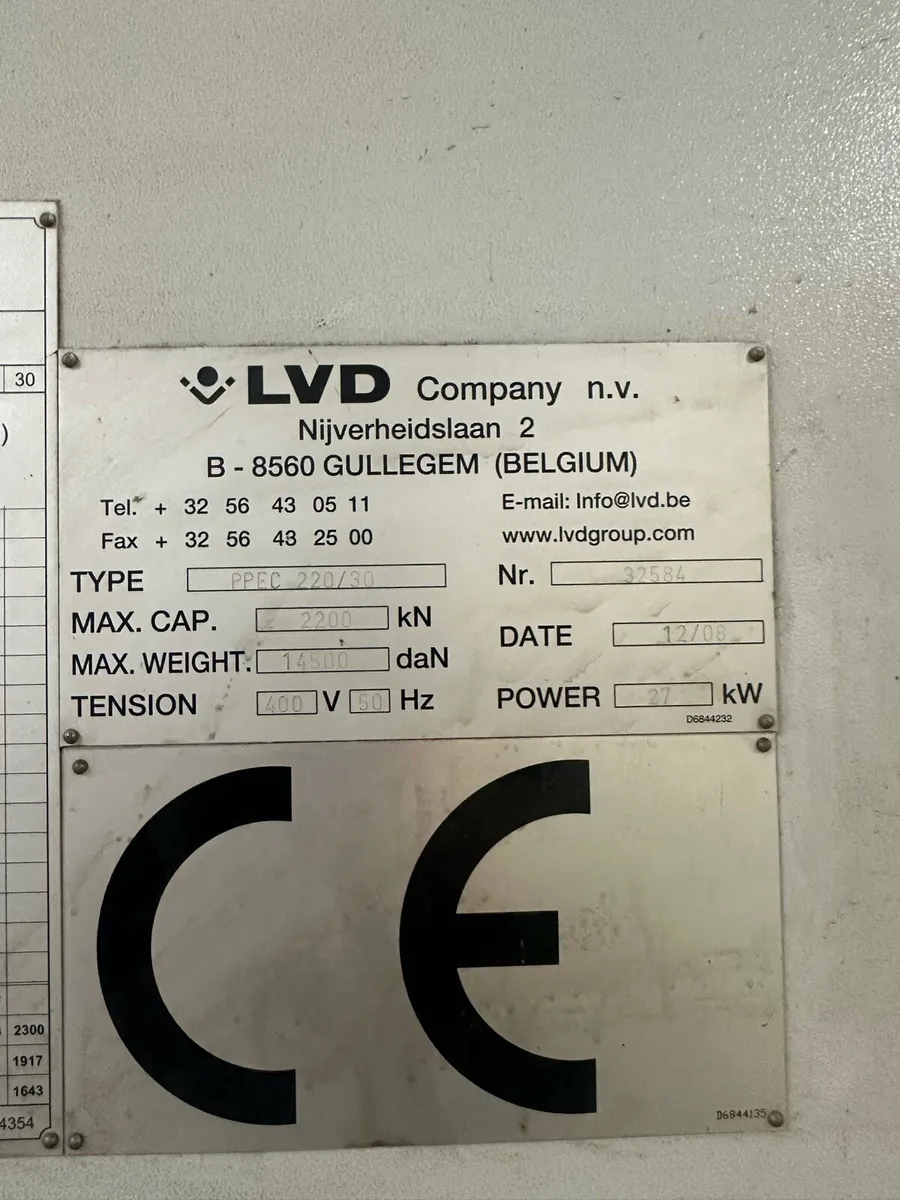 30
)
LVD Company n.v.
Nijverheidslaan 2
B - 8560 GULLEGEM (BELGIUM)
Tel. + 32 56 43 05 11
E-mail: Info@lvd.be
Fax + 32 56 43 25 00
www.lvdgroup.com
TYPE PPEC 220/30
Nr. 32584
MAX. CAP. 2200 kN
MAX. WEIGHT. 14500 daN
DATE 12/08
TENSION 400 V 50 Hz
POWER 27 kW
D6844232
CE
2300
1917
1643
4354
D6844135